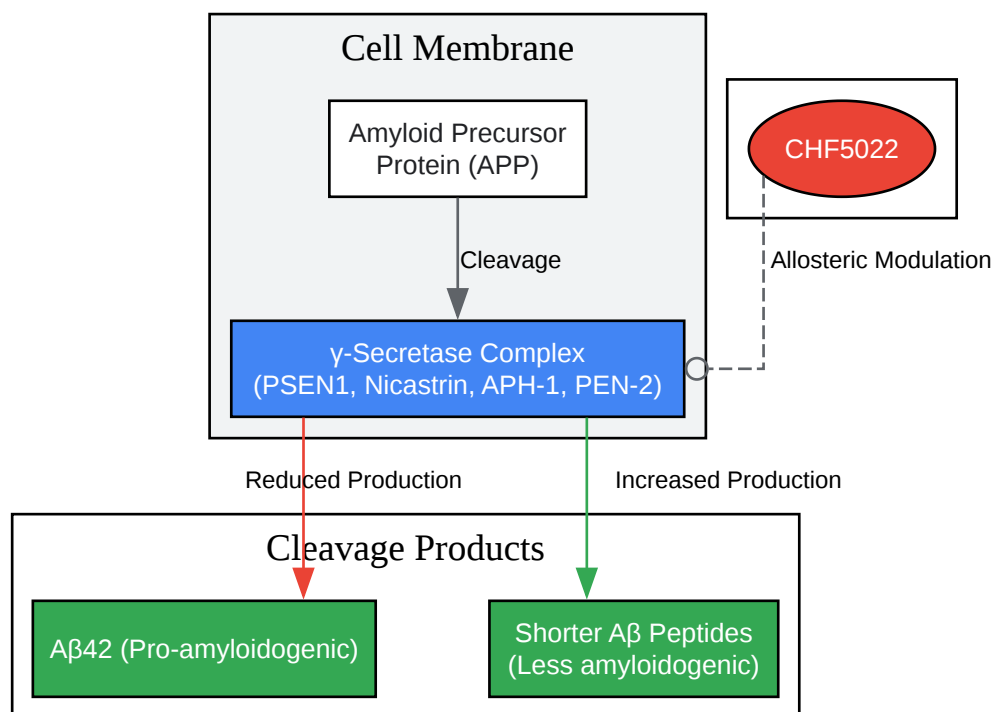 Cell Membrane
Amyloid Precursor
Protein (APP)
CHF5022
Cleavage
Allosteric Modulation
γ-Secretase Complex
(PSEN1, Nicastrin, APH-1, PEN-2)
Reduced Production
Increased Production
Cleavage Products
Aβ42 (Pro-amyloidogenic)
Shorter Aβ Peptides
(Less amyloidogenic)